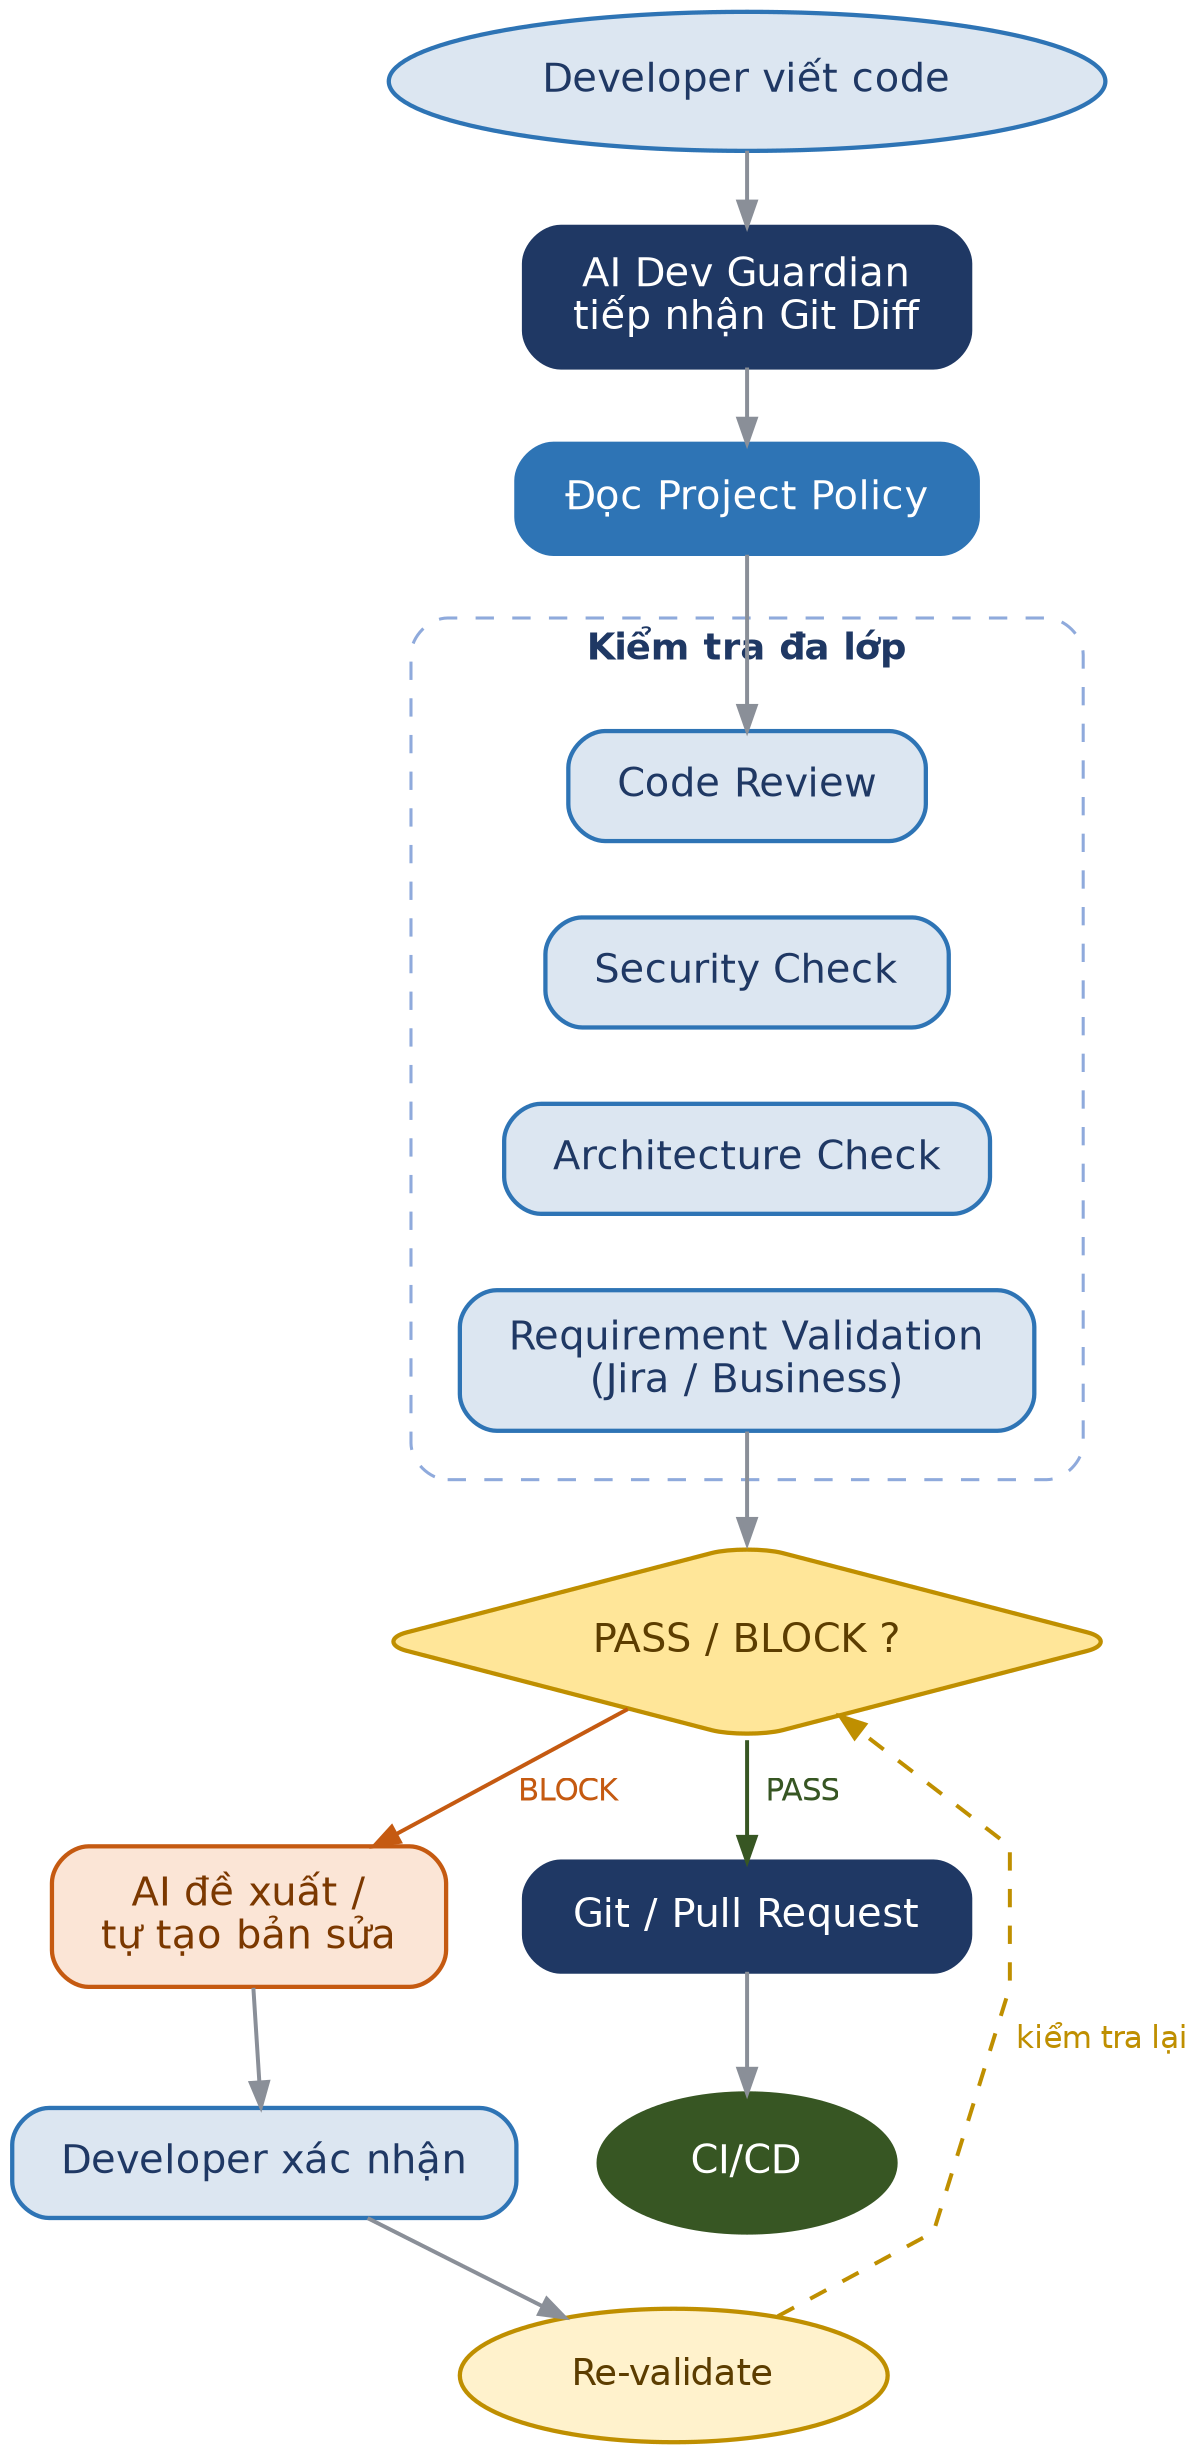 Developer viết code
AI Dev Guardian
tiếp nhận Git Diff
Đọc Project Policy
Kiểm tra đa lớp
Code Review
Security Check
Architecture Check
Requirement Validation
(Jira / Business)
PASS / BLOCK ?
BLOCK
PASS
AI đề xuất /
tự tạo bản sửa
Git / Pull Request
kiểm tra lại
Developer xác nhận
CI/CD
Re-validate